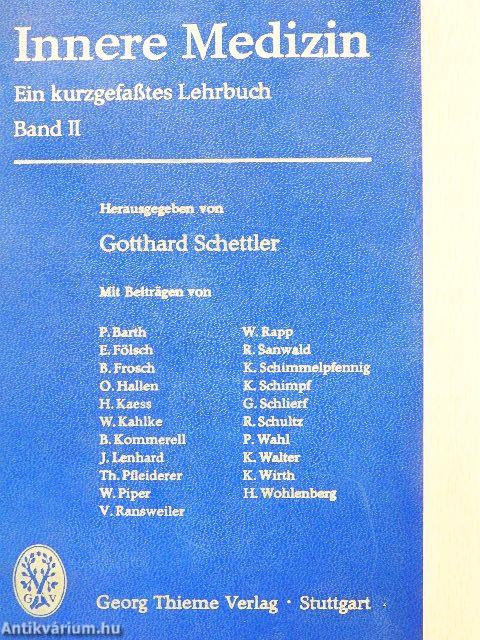 Innere Medizin
Ein kurzgefaßtes Lehrbuch
Band II
Herausgegeben von
Gotthard Schettler
Mit Beiträgen von
P. Barth
E. Fölsch
B. Frosch
O. Hallen
H. Kaess
W. Kahlke
B. Kommerell
J. Lenhard
Th. Pfleiderer
W. Piper
V. Ransweiler
W. Rapp
R. Sanwald
K. Schimmelpfennig
K. Schimpf
G. Schlierf
R. Schultz
P. Wahl
K. Walter
K. Wirth
H. Wohlenberg
G V
Georg Thieme Verlag · Stuttgart
Antikvárium.hu